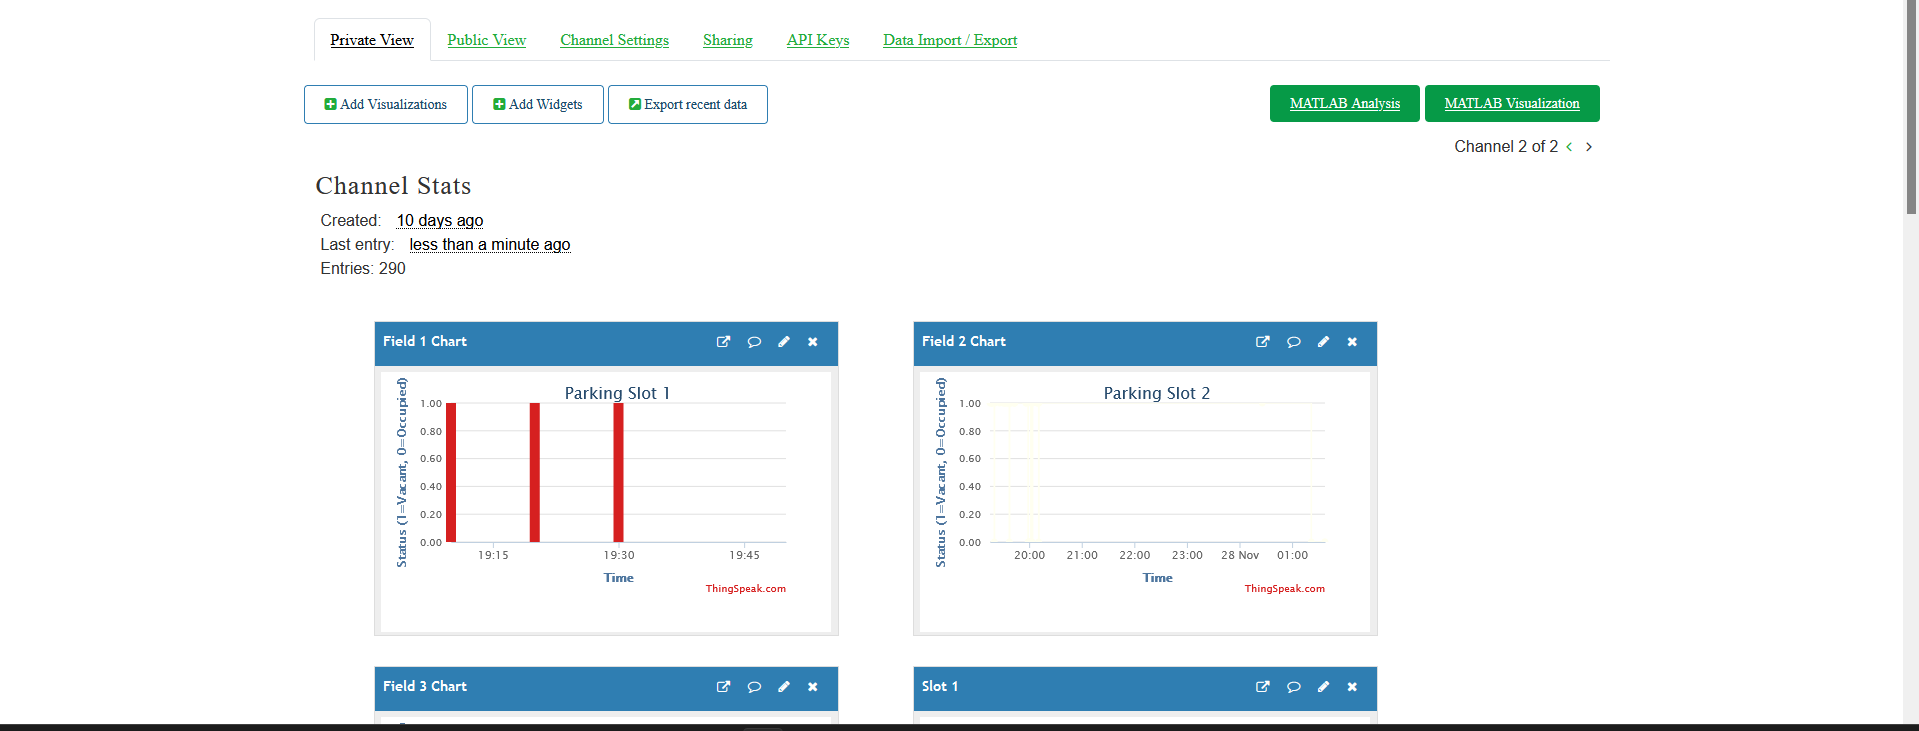 Private View Public View Channel Settings Sharing API Keys Data Import / Export
Add Visualizations Add Widgets Export recent data MATLAB Analysis MATLAB Visualization
Channel 2 of 2 < >
Channel Stats
Created: 10 days ago
Last entry: less than a minute ago
Entries: 290
Field 1 Chart
Parking Slot 1
Status (1=Vacant, 0=Occupied)
1.00
0.80
0.60
0.40
0.20
0.00
19:15 19:30 19:45
Time
ThingSpeak.com
Field 2 Chart
Parking Slot 2
Status (1=Vacant, 0=Occupied)
1.00
0.80
0.60
0.40
0.20
0.00
20:00 21:00 22:00 23:00 28 Nov 01:00
Time
ThingSpeak.com
Field 3 Chart
Slot 1